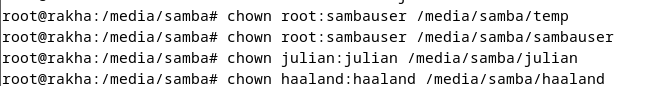 root@rakha:/media/samba# chown root:sambauser /media/samba/temp
root@rakha:/media/samba# chown root:sambauser /media/samba/sambauser
root@rakha:/media/samba# chown julian:julian /media/samba/julian
root@rakha:/media/samba# chown haaland:haaland /media/samba/haaland